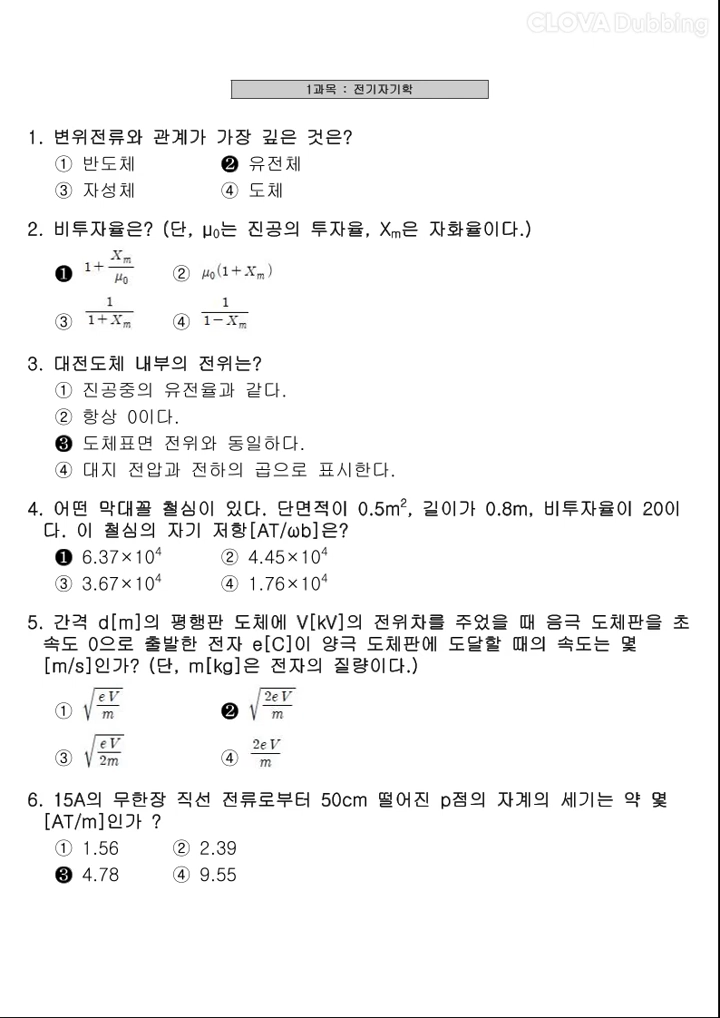 CLOVA Dubbing
1과목 : 전기자기학
1. 변위전류와 관계가 가장 깊은 것은?
① 반도체 ❷ 유전체
③ 자성체 ④ 도체
2. 비투자율은? (단, μ₀는 진공의 투자율, Xₘ은 자화율이다.)
❶ 1+Xₘ/μ₀ ② μ₀(1+Xₘ)
③ 1/(1+Xₘ) ④ 1/(1-Xₘ)
3. 대전도체 내부의 전위는?
① 진공중의 유전율과 같다.
② 항상 0이다.
❸ 도체표면 전위와 동일하다.
④ 대지 전압과 전하의 곱으로 표시한다.
4. 어떤 막대꼴 철심이 있다. 단면적이 0.5m², 길이가 0.8m, 비투자율이 20이
다. 이 철심의 자기 저항[AT/ωb]은?
❶ 6.37×10⁴ ② 4.45×10⁴
③ 3.67×10⁴ ④ 1.76×10⁴
5. 간격 d[m]의 평행판 도체에 V[kV]의 전위차를 주었을 때 음극 도체판을 초
속도 0으로 출발한 전자 e[C]이 양극 도체판에 도달할 때의 속도는 몇
[m/s]인가? (단, m[kg]은 전자의 질량이다.)
① √(eV/m) ❷ √(2eV/m)
③ √(eV/2m) ④ 2eV/m
6. 15A의 무한장 직선 전류로부터 50cm 떨어진 p점의 자계의 세기는 약 몇
[AT/m]인가 ?
① 1.56 ② 2.39
❸ 4.78 ④ 9.55